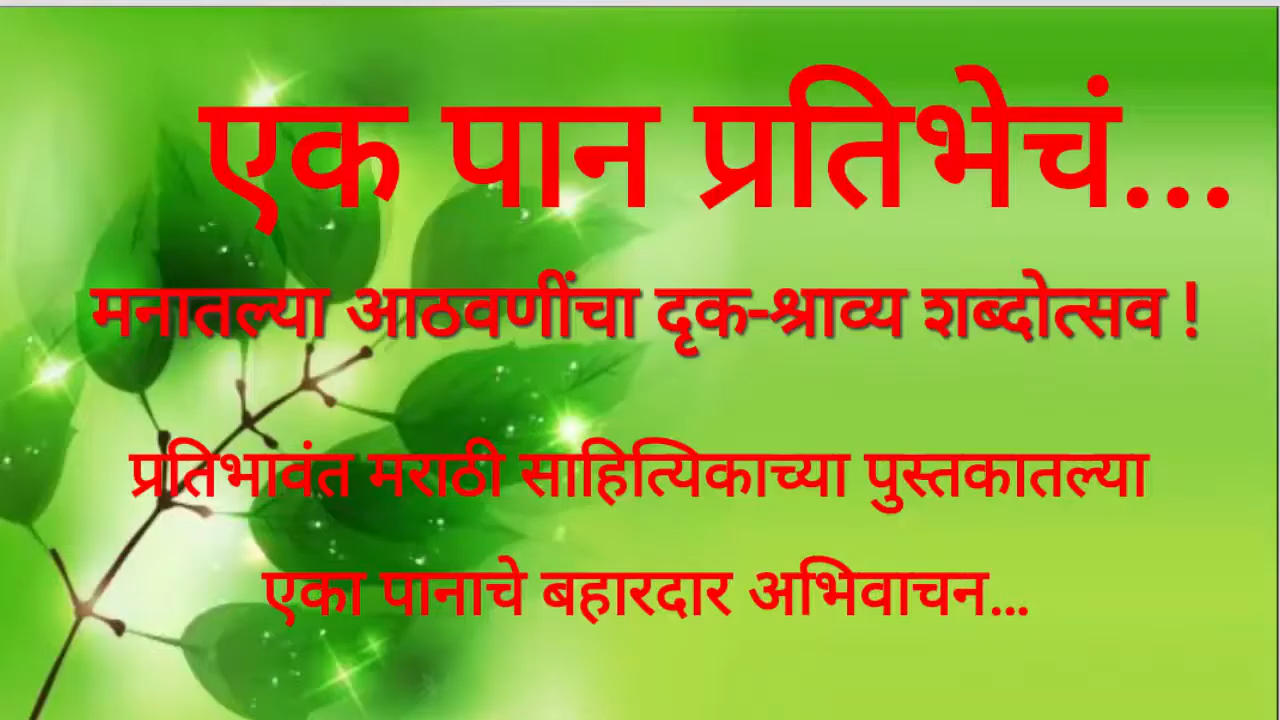 एक पान प्रतिभेचं...
मनातल्या आठवणींचा दृक-श्राव्य शब्दोत्सव !
प्रतिभावंत मराठी साहित्यिकाच्या पुस्तकातल्या
एका पानाचे बहारदार अभिवाचन...